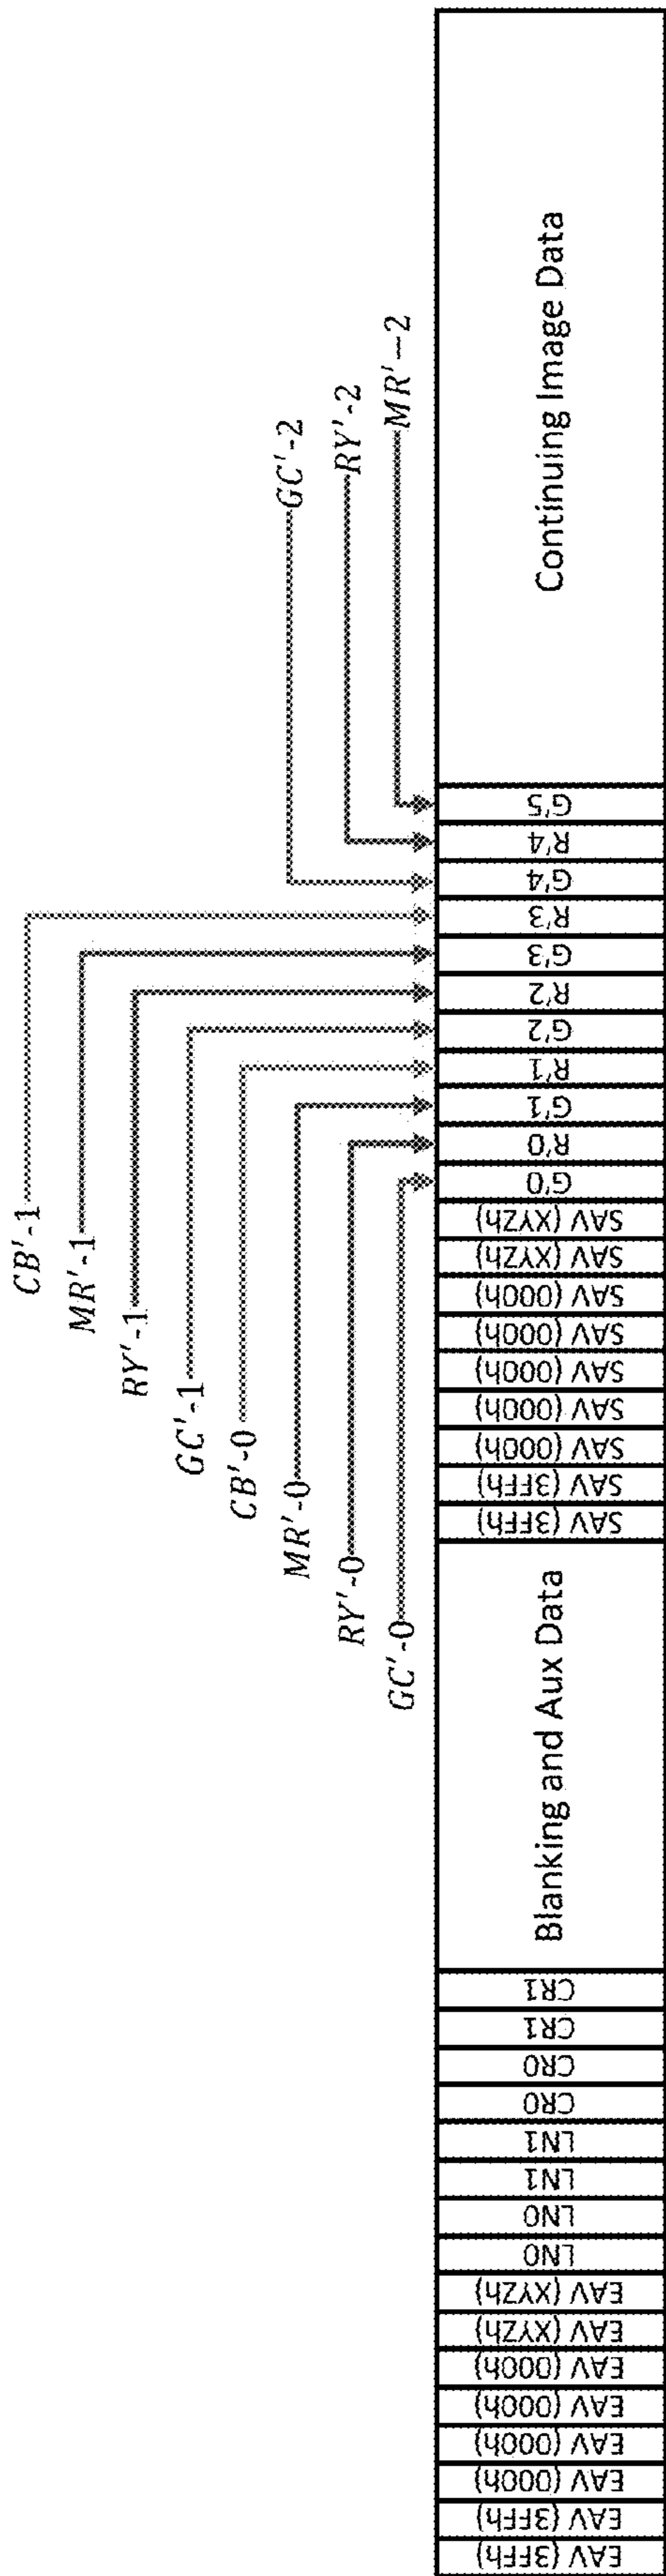 CB'-1
MR'-1
RY'-1
GC'-1
CB'-0
GC'-2
MR'-0
RY'-0
RY'-2
GC'-0
MR'--2
EAV (3FFh)
EAV (3FFh)
EAV (000h)
EAV (000h)
EAV (000h)
EAV (000h)
EAV (XYZh)
EAV (XYZh)
LN0
LN0
LN1
LN1
CR0
CR0
CR1
CR1
Blanking and Aux Data
SAV (3FFh)
SAV (3FFh)
SAV (000h)
SAV (000h)
SAV (000h)
SAV (000h)
SAV (000h)
SAV (XYZh)
SAV (XYZh)
G'0
R'0
G'1
R'1
G'2
R'2
G'3
R'3
G'4
R'4
G'5
Continuing Image Data